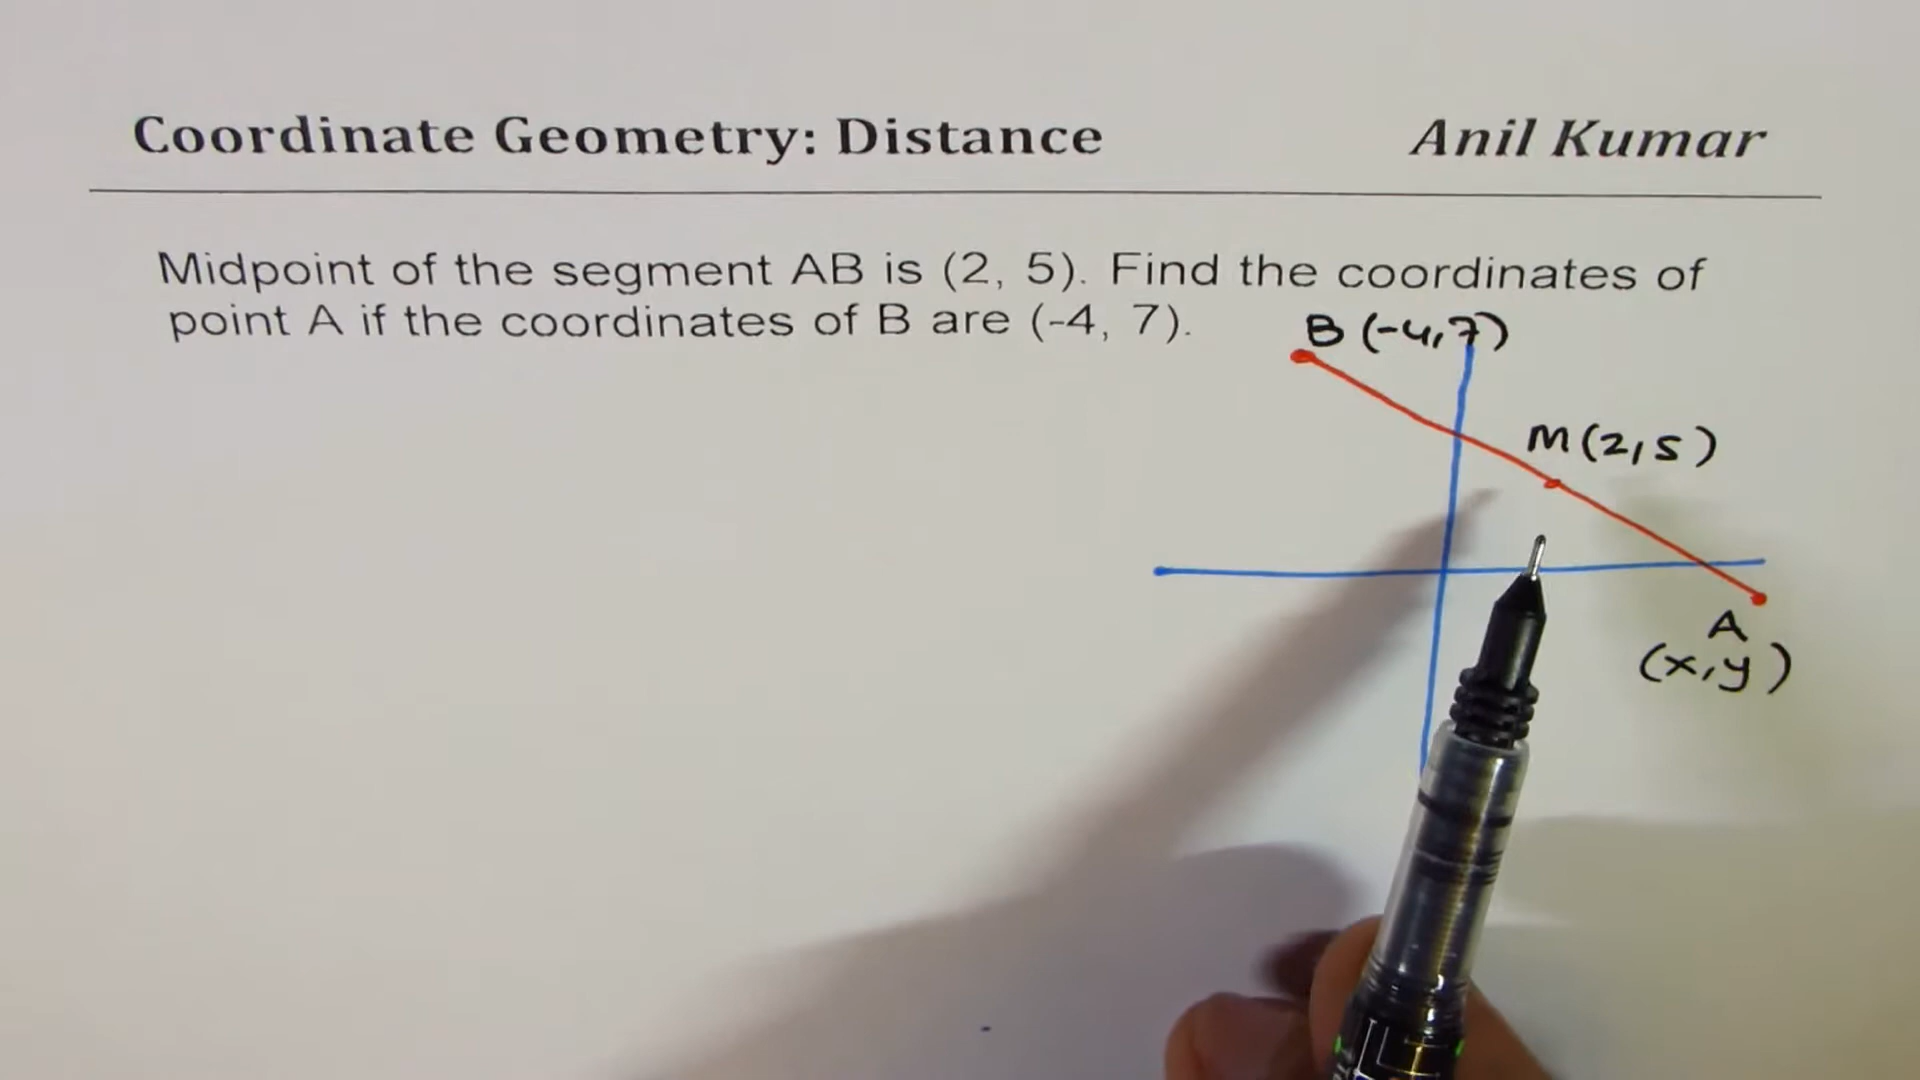 Coordinate Geometry: Distance Anil Kumar
Midpoint of the segment AB is (2, 5). Find the coordinates of
point A if the coordinates of B are (-4, 7).
B (-4,7)
M (2,5)
A
(x,y)